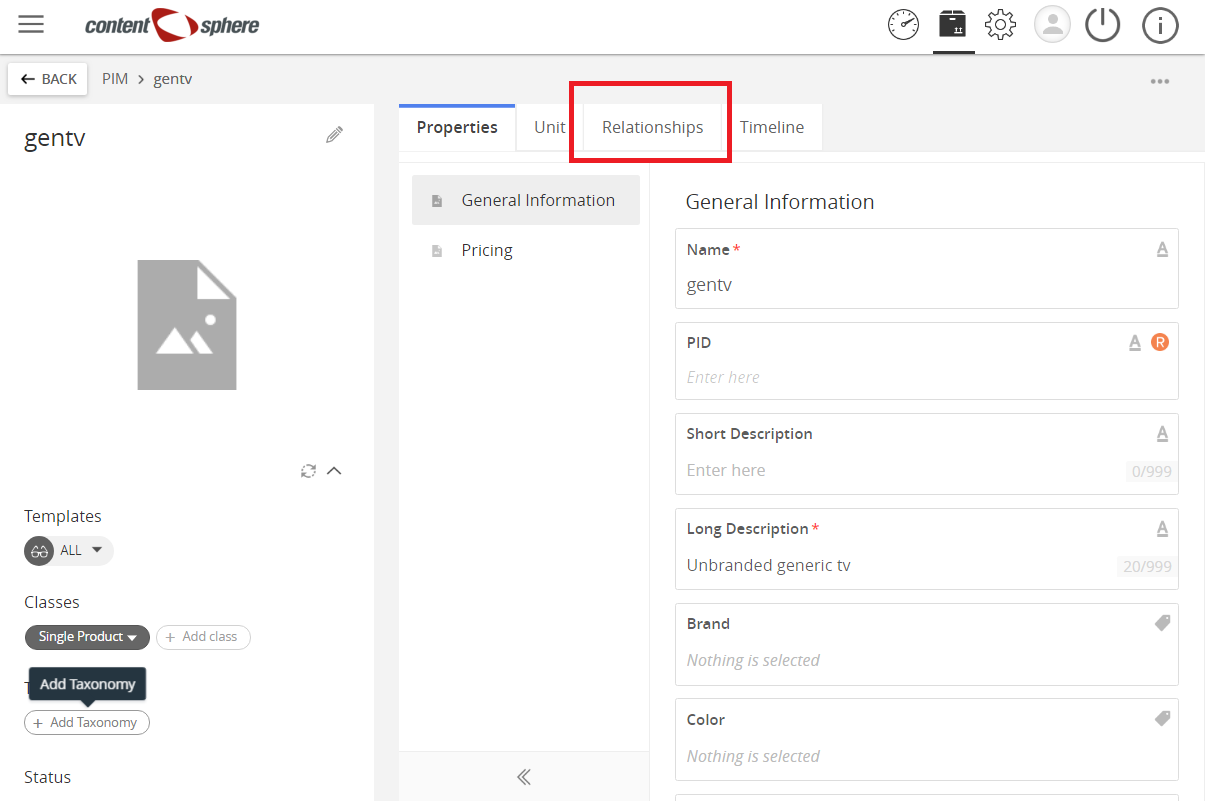 content sphere
BACK PIM > gentv
gentv
Properties Unit Relationships Timeline
General Information
Pricing
General Information
Name *
gentv
PID
R
Enter here
Short Description
Enter here
0/999
Long Description *
Unbranded generic tv
20/999
Brand
Nothing is selected
Color
Nothing is selected
Templates
ALL
Classes
Single Product + Add class
Add Taxonomy
+ Add Taxonomy
Status